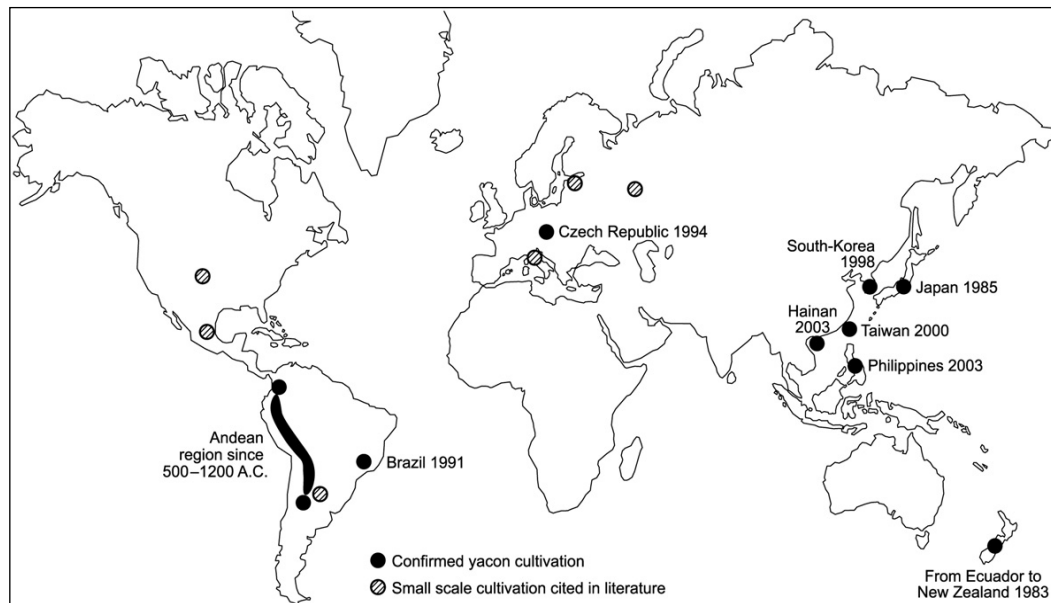 Czech Republic 1994
South-Korea
1998
Japan 1985
Hainan
2003
Taiwan 2000
Philippines 2003
Andean
region since
500–1200 A.C.
Brazil 1991
Confirmed yacon cultivation
Small scale cultivation cited in literature
From Ecuador to
New Zealand 1983